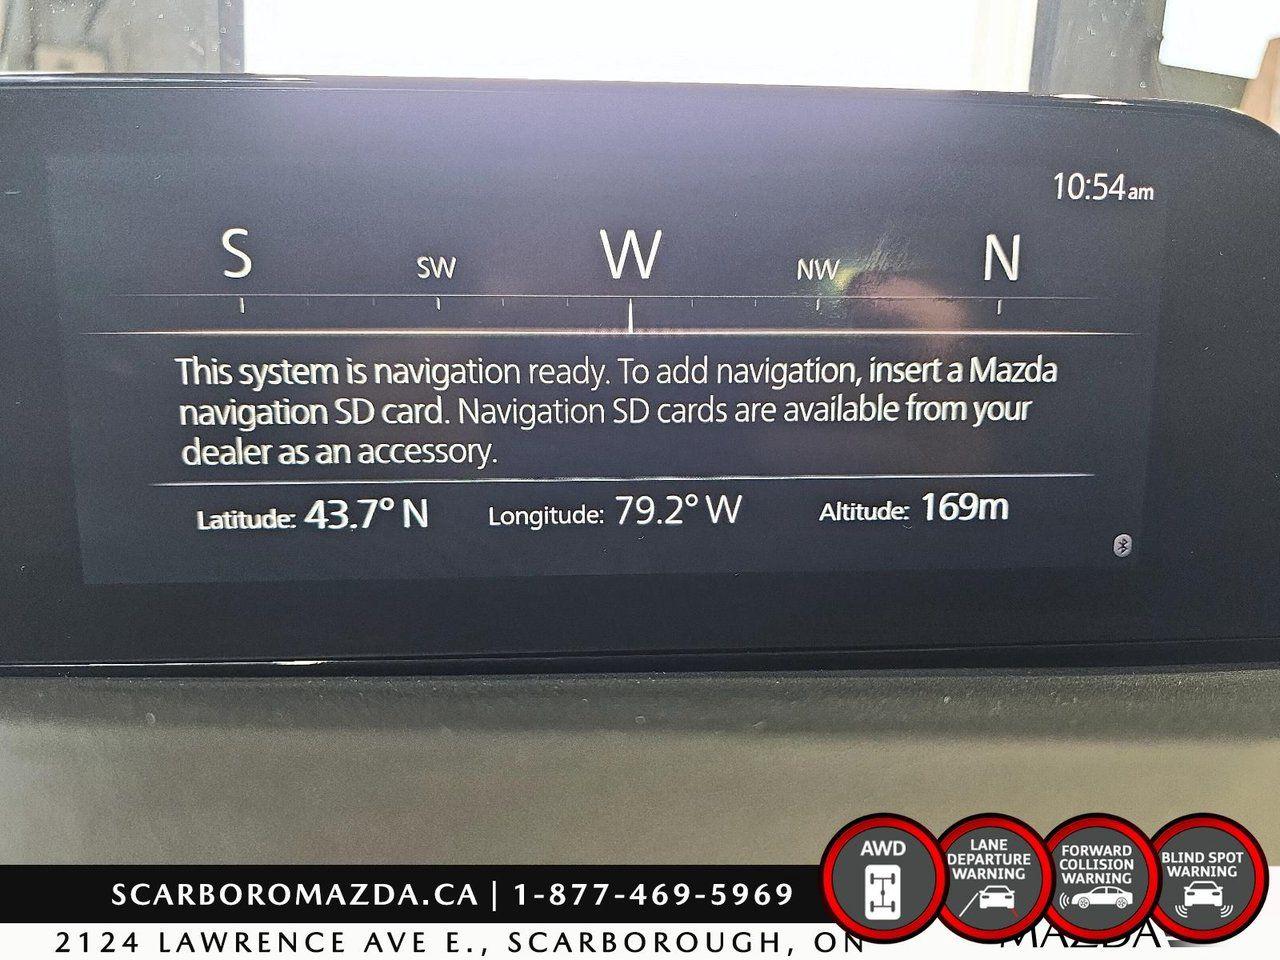 10:54am
S SW W NW N
This system is navigation ready. To add navigation, insert a Mazda
navigation SD card. Navigation SD cards are available from your
dealer as an accessory.
Latitude: 43.7° N Longitude: 79.2° W Altitude: 169m
AWD
LANE
DEPARTURE
WARNING
FORWARD
COLLISION
WARNING
BLIND SPOT
WARNING
SCARBOROMAZDA.CA | 1-877-469-5969
2124 LAWRENCE AVE E., SCARBOROUGH, ON
MAZDA